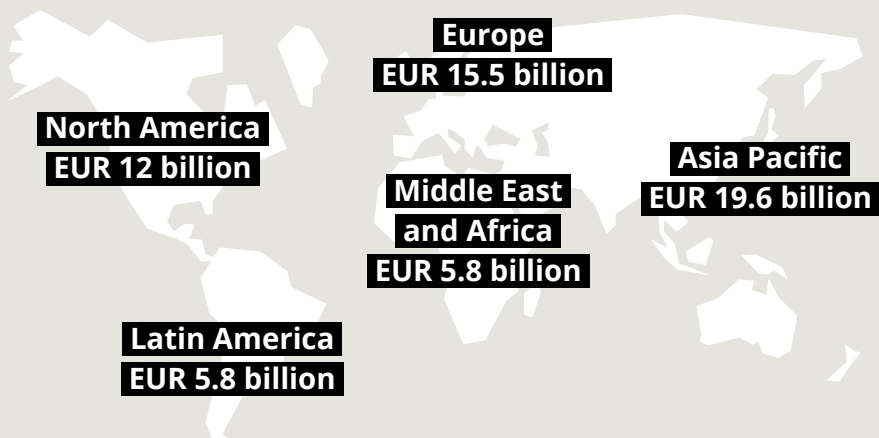 Europe
EUR 15.5 billion
North America
EUR 12 billion
Asia Pacific
EUR 19.6 billion
Middle East
and Africa
EUR 5.8 billion
Latin America
EUR 5.8 billion